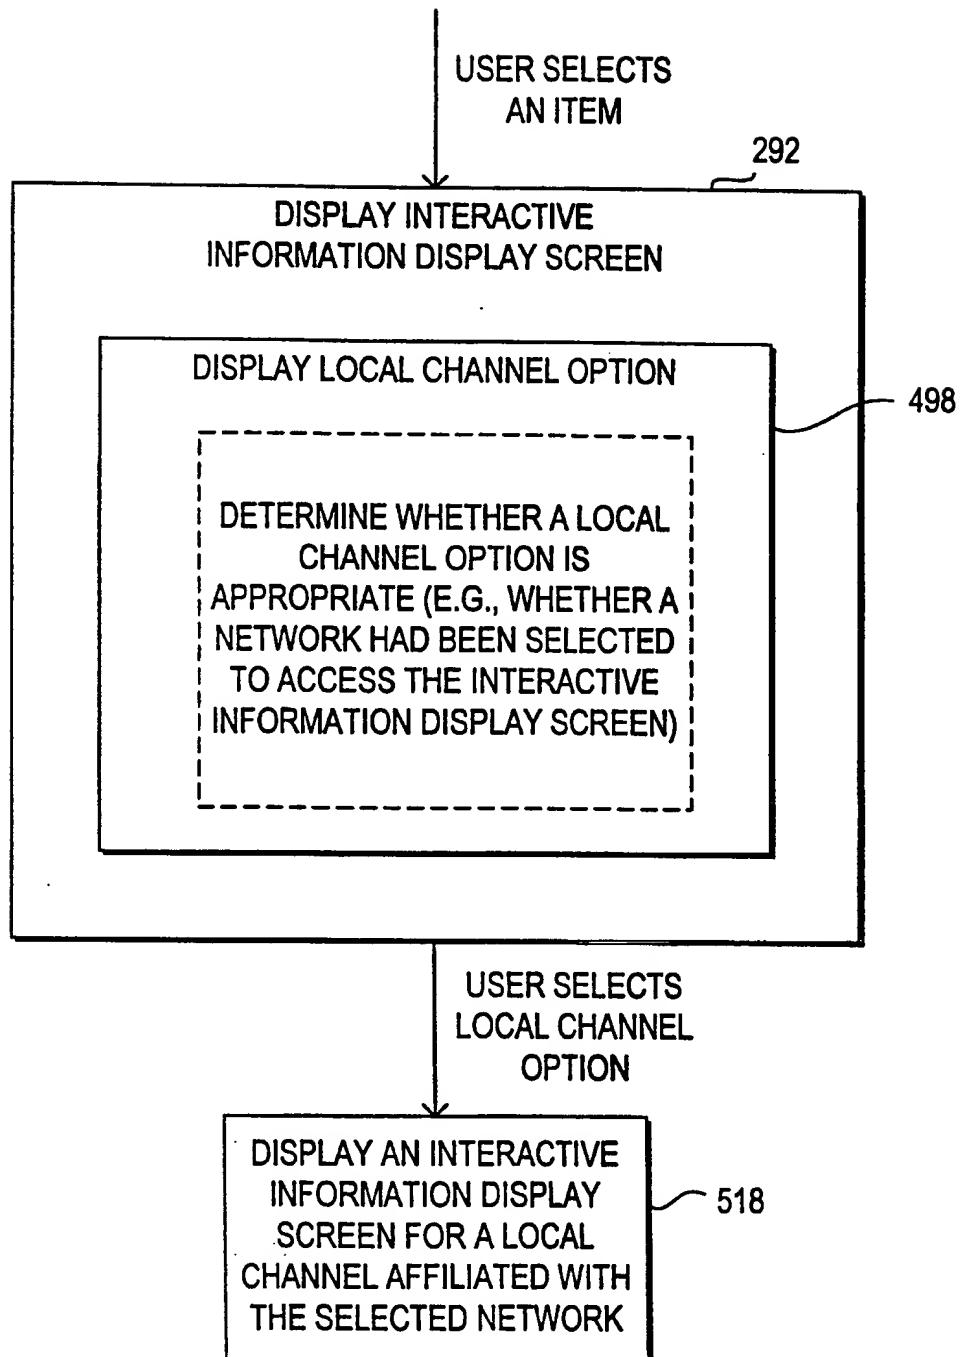 USER SELECTS
AN ITEM
292
DISPLAY INTERACTIVE
INFORMATION DISPLAY SCREEN
DISPLAY LOCAL CHANNEL OPTION
498
DETERMINE WHETHER A LOCAL
CHANNEL OPTION IS
APPROPRIATE (E.G., WHETHER A
NETWORK HAD BEEN SELECTED
TO ACCESS THE INTERACTIVE
INFORMATION DISPLAY SCREEN)
USER SELECTS
LOCAL CHANNEL
OPTION
DISPLAY AN INTERACTIVE
INFORMATION DISPLAY
SCREEN FOR A LOCAL
CHANNEL AFFILIATED WITH
THE SELECTED NETWORK
518